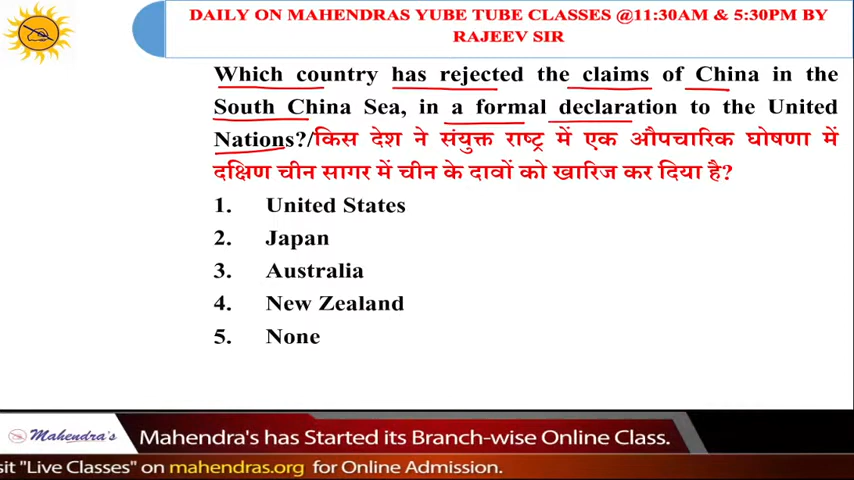 DAILY ON MAHENDRAS YUBE TUBE CLASSES @11:30AM & 5:30PM BY
RAJEEV SIR
Which country has rejected the claims of China in the
South China Sea, in a formal declaration to the United
Nations?/किस देश ने संयुक्त राष्ट्र में एक औपचारिक घोषणा में
दक्षिण चीन सागर में चीन के दावों को खारिज कर दिया है?
1. United States
2. Japan
3. Australia
4. New Zealand
5. None
Mahendra's Mahendra's has Started its Branch-wise Online Class.
sit "Live Classes" on mahendras.org for Online Admission.